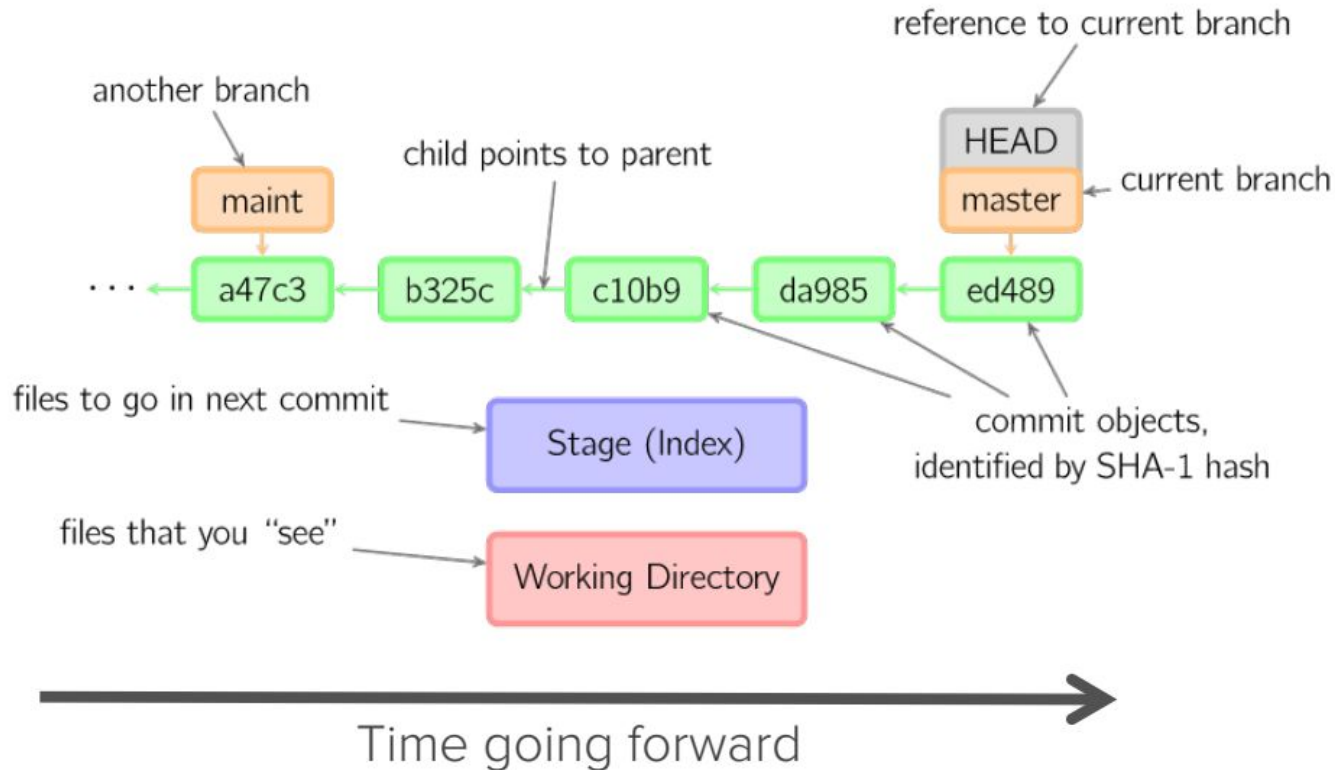 reference to current branch
another branch
HEAD
child points to parent
maint
master
current branch
...
a47c3
b325c
c10b9
da985
ed489
files to go in next commit
Stage (Index)
commit objects,
identified by SHA-1 hash
files that you “see”
Working Directory
Time going forward